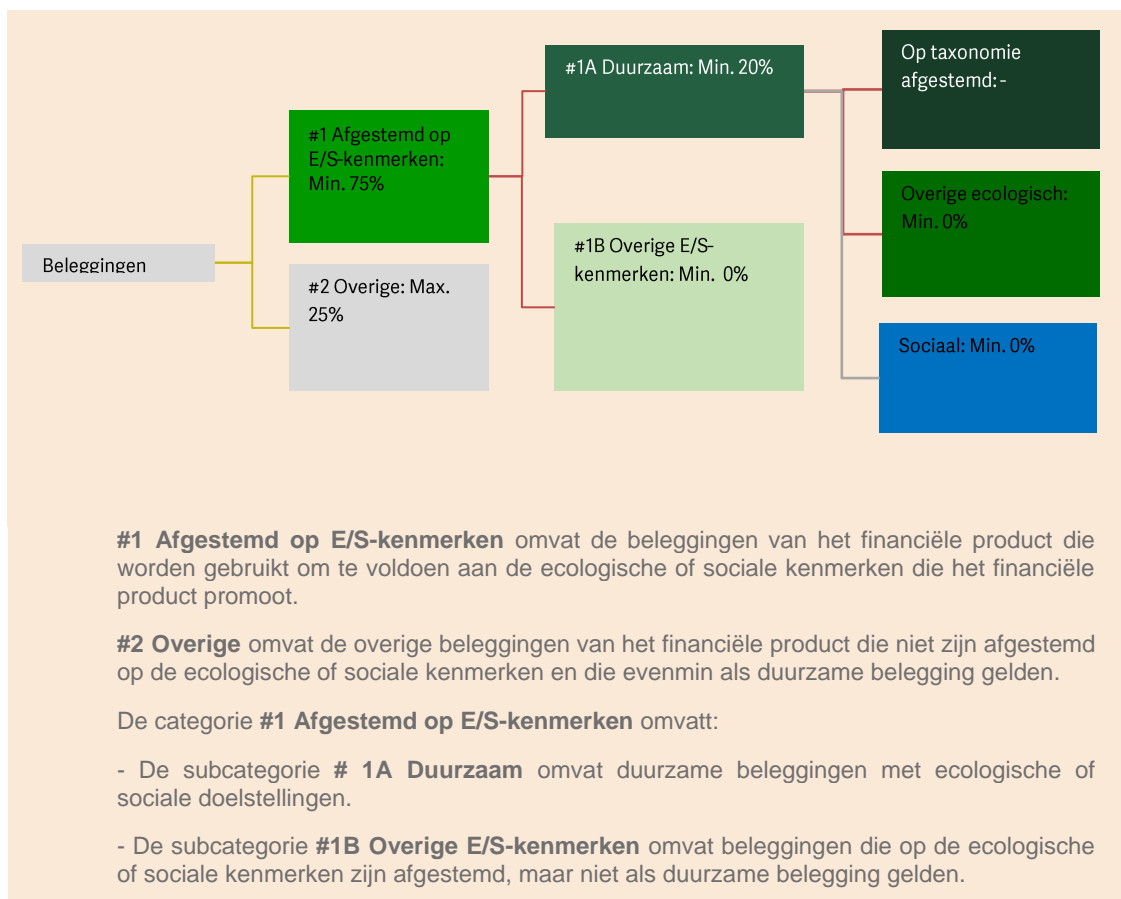 Beleggingen
#1 Afgestemd op
E/S-kenmerken:
Min. 75%
#2 Overige: Max.
25%
#1A Duurzaam: Min. 20%
#1B Overige E/S-
kenmerken: Min. 0%
Op taxonomie
afgestemd: -
Overige ecologisch:
Min. 0%
Sociaal: Min. 0%
#1 Afgestemd op E/S-kenmerken omvat de beleggingen van het financiële product die
worden gebruikt om te voldoen aan de ecologische of sociale kenmerken die het financiële
product promoot.
#2 Overige omvat de overige beleggingen van het financiële product die niet zijn afgestemd
op de ecologische of sociale kenmerken en die evenmin als duurzame belegging gelden.
De categorie #1 Afgestemd op E/S-kenmerken omvatt:
- De subcategorie # 1A Duurzaam omvat duurzame beleggingen met ecologische of
sociale doelstellingen.
- De subcategorie #1B Overige E/S-kenmerken omvat beleggingen die op de ecologische
of sociale kenmerken zijn afgestemd, maar niet als duurzame belegging gelden.